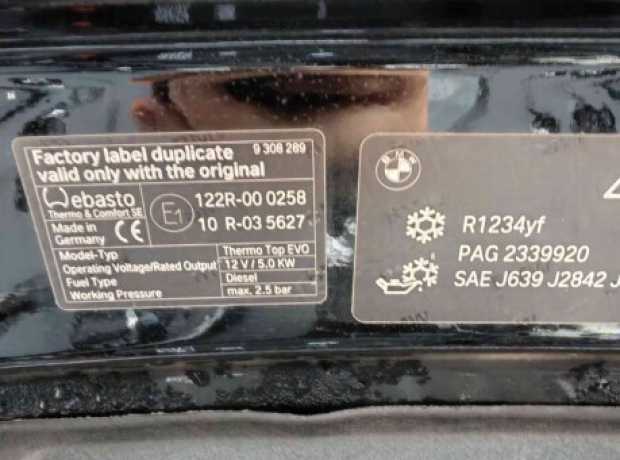 Factory label duplicate 9 308 289
valid only with the original
Webasto
Thermo & Comfort SE
Made in
Germany
CE
E1
122R-00 0258
10 R-03 5627
Model-Typ Thermo Top EVO
Operating Voltage/Rated Output 12 V / 5.0 KW
Fuel Type Diesel
Working Pressure max. 2.5 bar
BMW
R1234yf
PAG 2339920
SAE J639 J2842 J